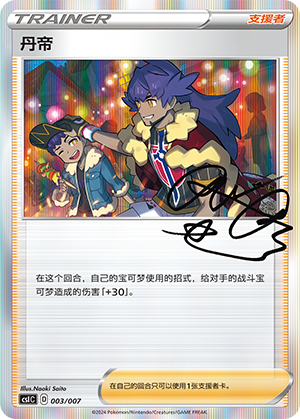 TRAINER 支援者
丹帝
在这个回合，自己的宝可梦使用的招式，给对手的战斗宝
可梦造成的伤害「+30」。
Illus.Naoki Saito
csIC D 003/007
在自己的回合只可以使用1张支援者卡。
©2024 Pokémon/Nintendo/Creatures/GAME FREAK.